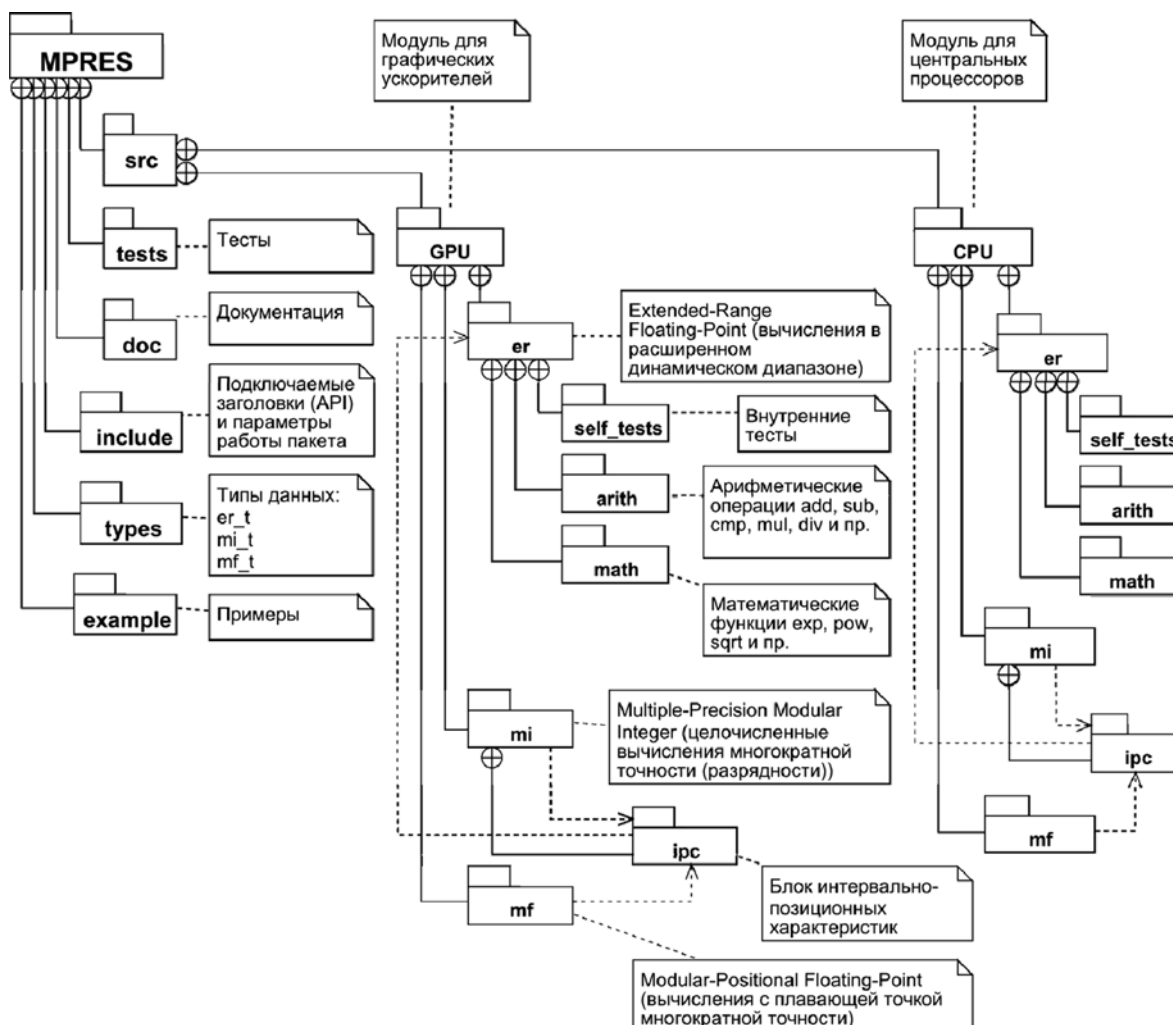 MPRES
Модуль для
графических
ускорителей
Модуль для
центральных
процессоров
src
tests
Тесты
GPU
CPU
doc
Документация
er
Extended-Range
Floating-Point (вычисления в
расширенном
динамическом диапазоне)
er
include
Подключаемые
заголовки (API)
и параметры
работы пакета
self_tests
Внутренние
тесты
self_tests
types
Типы данных:
er_t
mi_t
mf_t
arith
Арифметические
операции add, sub,
cmp, mul, div и пр.
arith
math
Математические
функции exp, pow,
sqrt и пр.
math
example
Примеры
mi
Multiple-Precision Modular
Integer (целочисленные
вычисления многократной
точности (разрядности))
mi
ipc
ipc
Блок интервально-
позиционных
характеристик
mf
mf
Modular-Positional Floating-Point
(вычисления с плавающей точкой
многократной точности)